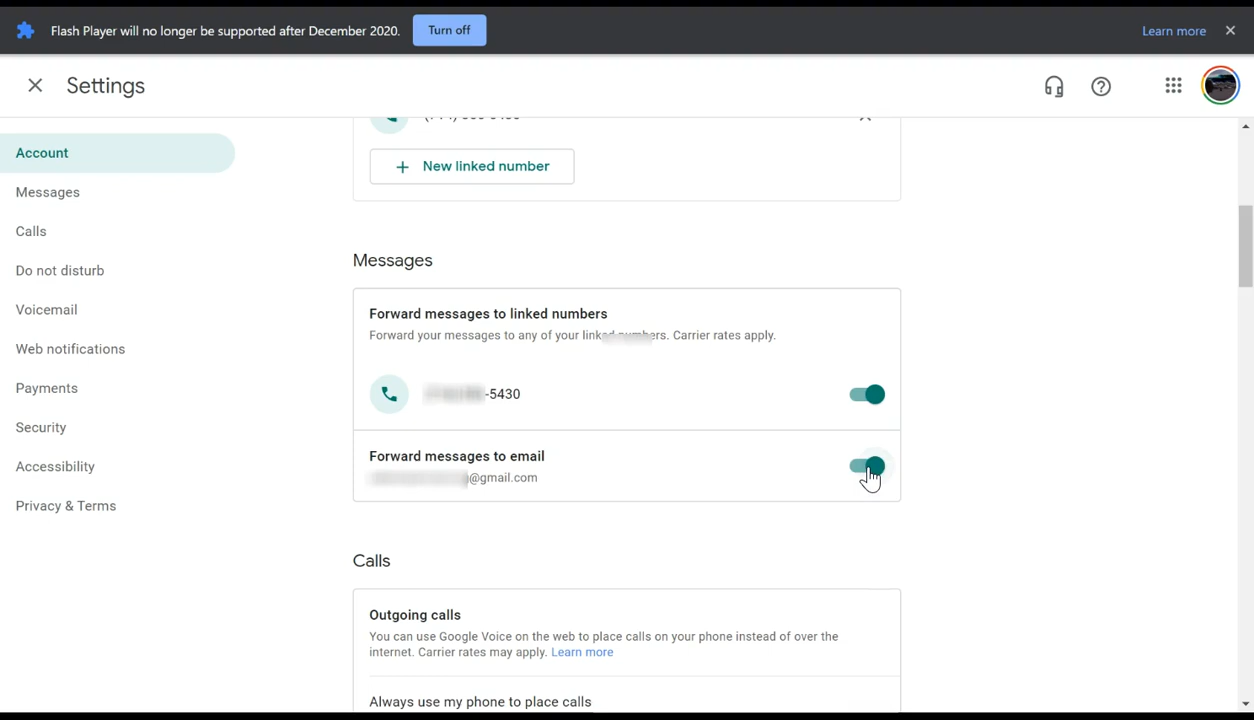 Flash Player will no longer be supported after December 2020.
Turn off
Learn more
Settings
Account
Messages
Calls
Do not disturb
Voicemail
Web notifications
Payments
Security
Accessibility
Privacy & Terms
New linked number
Messages
Forward messages to linked numbers
Forward your messages to any of your linked numbers. Carrier rates apply.
-5430
Forward messages to email
@gmail.com
Calls
Outgoing calls
You can use Google Voice on the web to place calls on your phone instead of over the
internet. Carrier rates may apply. Learn more
Always use my phone to place calls